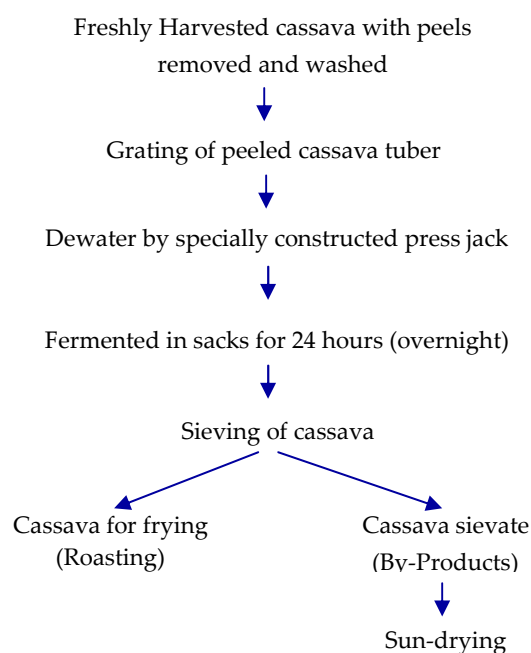 Freshly Harvested cassava with peels
removed and washed
Grating of peeled cassava tuber
Dewater by specially constructed press jack
Fermented in sacks for 24 hours (overnight)
Sieving of cassava
Cassava for frying
(Roasting)
Cassava sievate
(By-Products)
Sun-drying